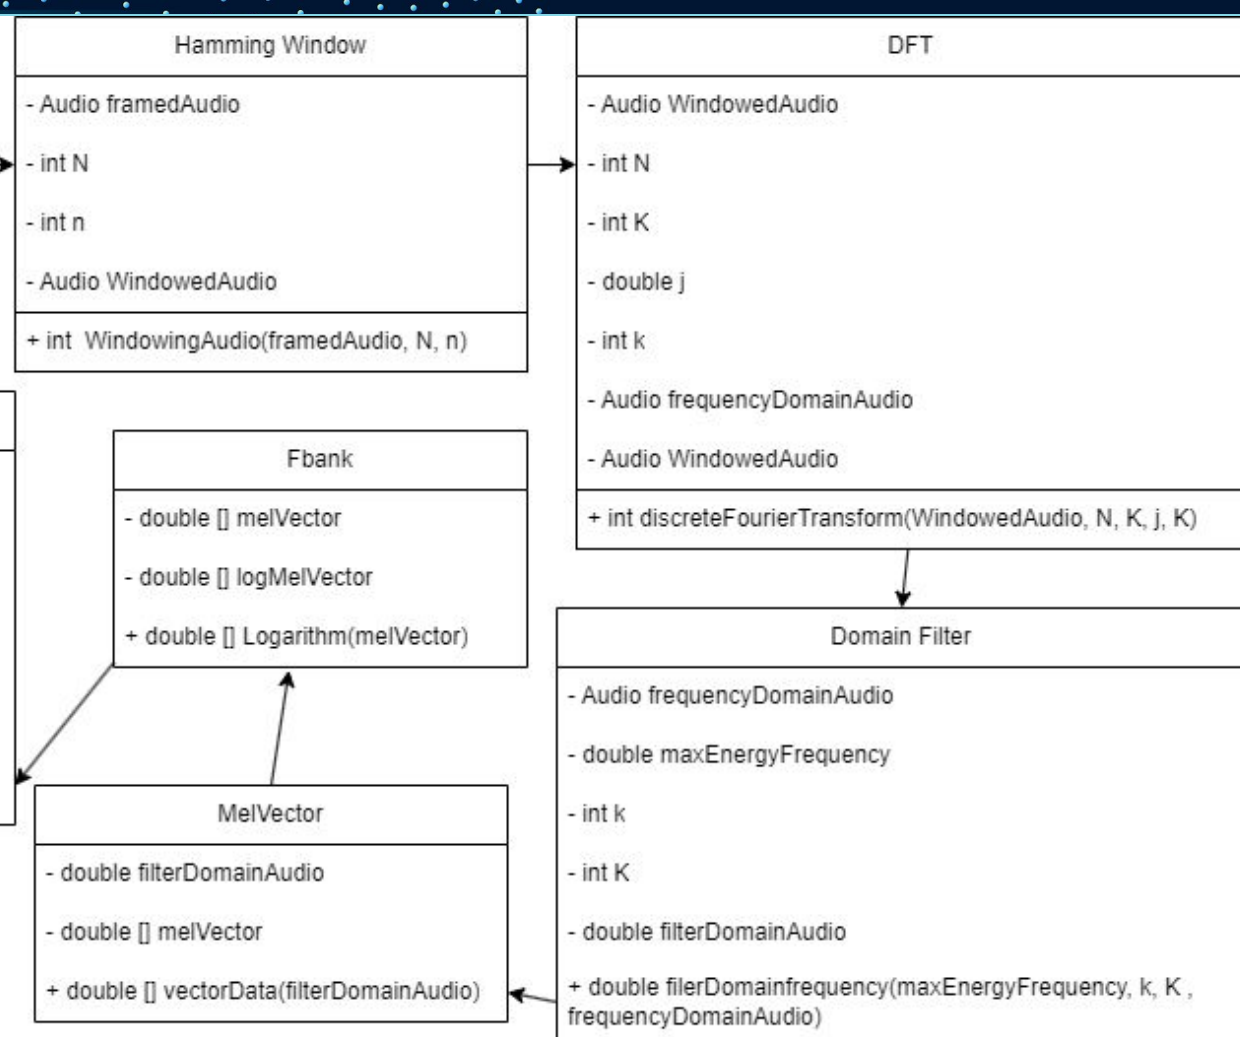 Hamming Window
- Audio framedAudio
- int N
- int n
- Audio WindowedAudio
+ int WindowingAudio(framedAudio, N, n)
DFT
- Audio WindowedAudio
- int N
- int K
- double j
- int k
- Audio frequencyDomainAudio
- Audio WindowedAudio
+ int discreteFourierTransform(WindowedAudio, N, K, j, K)
Domain Filter
- Audio frequencyDomainAudio
- double maxEnergyFrequency
- int k
- int K
- double filterDomainAudio
+ double filerDomainfrequency(maxEnergyFrequency, k, K ,
frequencyDomainAudio)
MelVector
- double filterDomainAudio
- double [] melVector
+ double [] vectorData(filterDomainAudio)
Fbank
- double [] melVector
- double [] logMelVector
+ double [] Logarithm(melVector)